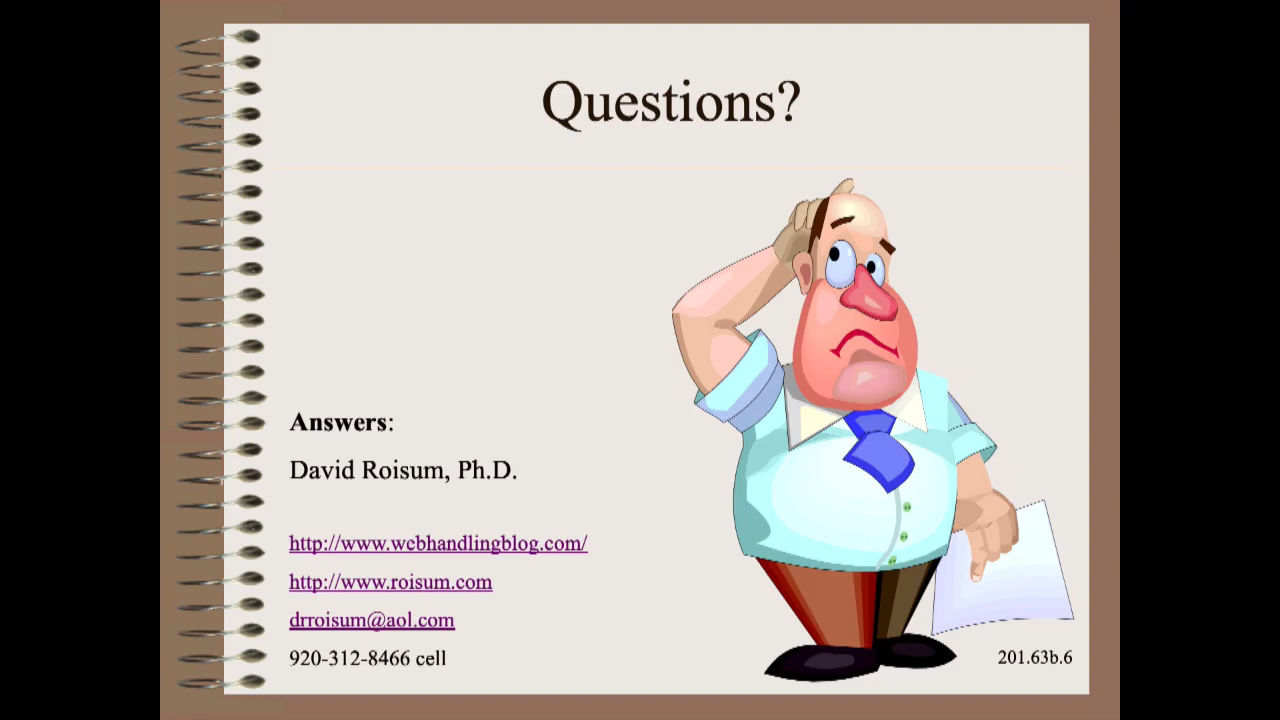 Questions?
Answers:
David Roisum, Ph.D.
http://www.webhandlingblog.com/
http://www.roisum.com
drroisum@aol.com
920-312-8466 cell
201.63b.6